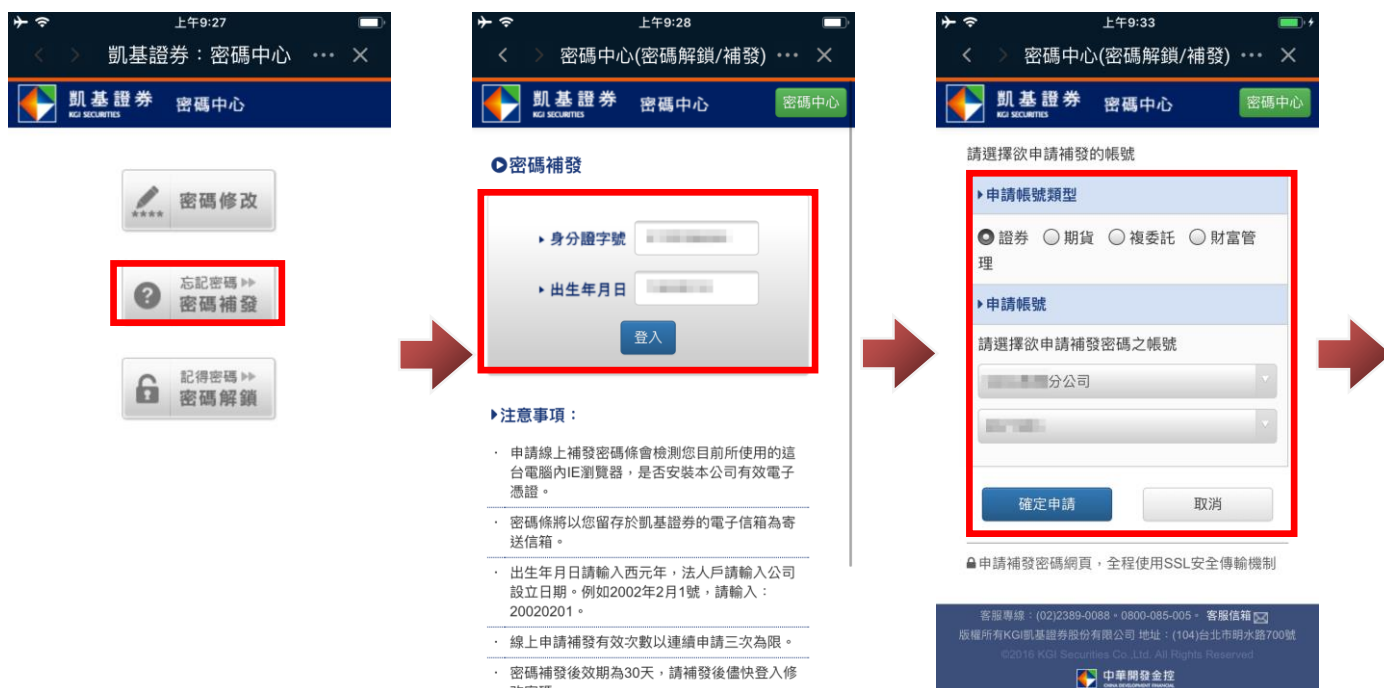 上午9:27
凱基證券：密碼中心 ··· ×
凱基證券
KGI SECURITIES
密碼中心
密碼修改
****
忘記密碼
密碼補發
記得密碼
密碼解鎖
上午9:28
密碼中心(密碼解鎖/補發) ··· ×
凱基證券
KGI SECURITIES
密碼中心
密碼中心
密碼補發
身分證字號
出生年月日
登入
注意事項：
· 申請線上補發密碼條會檢測您目前所使用的這
台電腦內IE瀏覽器，是否安裝本公司有效電子
憑證。
· 密碼條將以您留存於凱基證券的電子信箱為寄
送信箱。
· 出生年月日請輸入西元年，法人戶請輸入公司
設立日期。例如2002年2月1號，請輸入：
20020201。
· 線上申請補發有效次數以連續申請三次為限。
· 密碼補發後效期為30天，請補發後儘快登入修
上午9:33
密碼中心(密碼解鎖/補發) ··· ×
凱基證券
KGI SECURITIES
密碼中心
密碼中心
請選擇欲申請補發的帳號
申請帳號類型
證券 期貨 複委託 財富管
理
申請帳號
請選擇欲申請補發密碼之帳號
分公司
確定申請 取消
申請補發密碼網頁，全程使用SSL安全傳輸機制
客服專線：(02)2389-0088。0800-085-005。 客服信箱
版權所有KGI凱基證券股份有限公司 地址：(104)台北市明水路700號
©2016 KGI Securities Co.,Ltd. All Rights Reserved
中華開發金控
CHINA DEVELOPMENT FINANCIAL